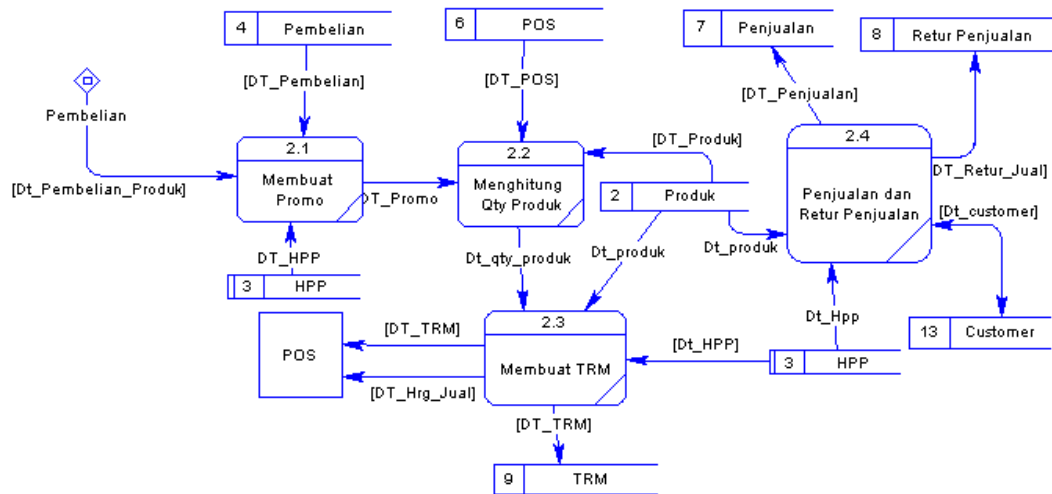 4 Pembelian
6 POS
7 Penjualan
8 Retur Penjualan
[DT_Pembelian]
[DT_POS]
[DT_Penjualan]
Pembelian
[Dt_Pembelian_Produk]
2.1
Membuat
Promo
DT_Promo
2.2
Menghitung
Qty Produk
[DT_Produk]
2 Produk
2.4
Penjualan dan
Retur Penjualan
DT_Retur_Jual]
[Dt_customer]
DT_HPP
3 HPP
Dt_qty_produk
Dt_produk
Dt_produk
Dt_Hpp
13 Customer
POS
[DT_TRM]
[DT_Hrg_Jual]
2.3
Membuat TRM
[Dt_HPP]
3 HPP
[DT_TRM]
9 TRM